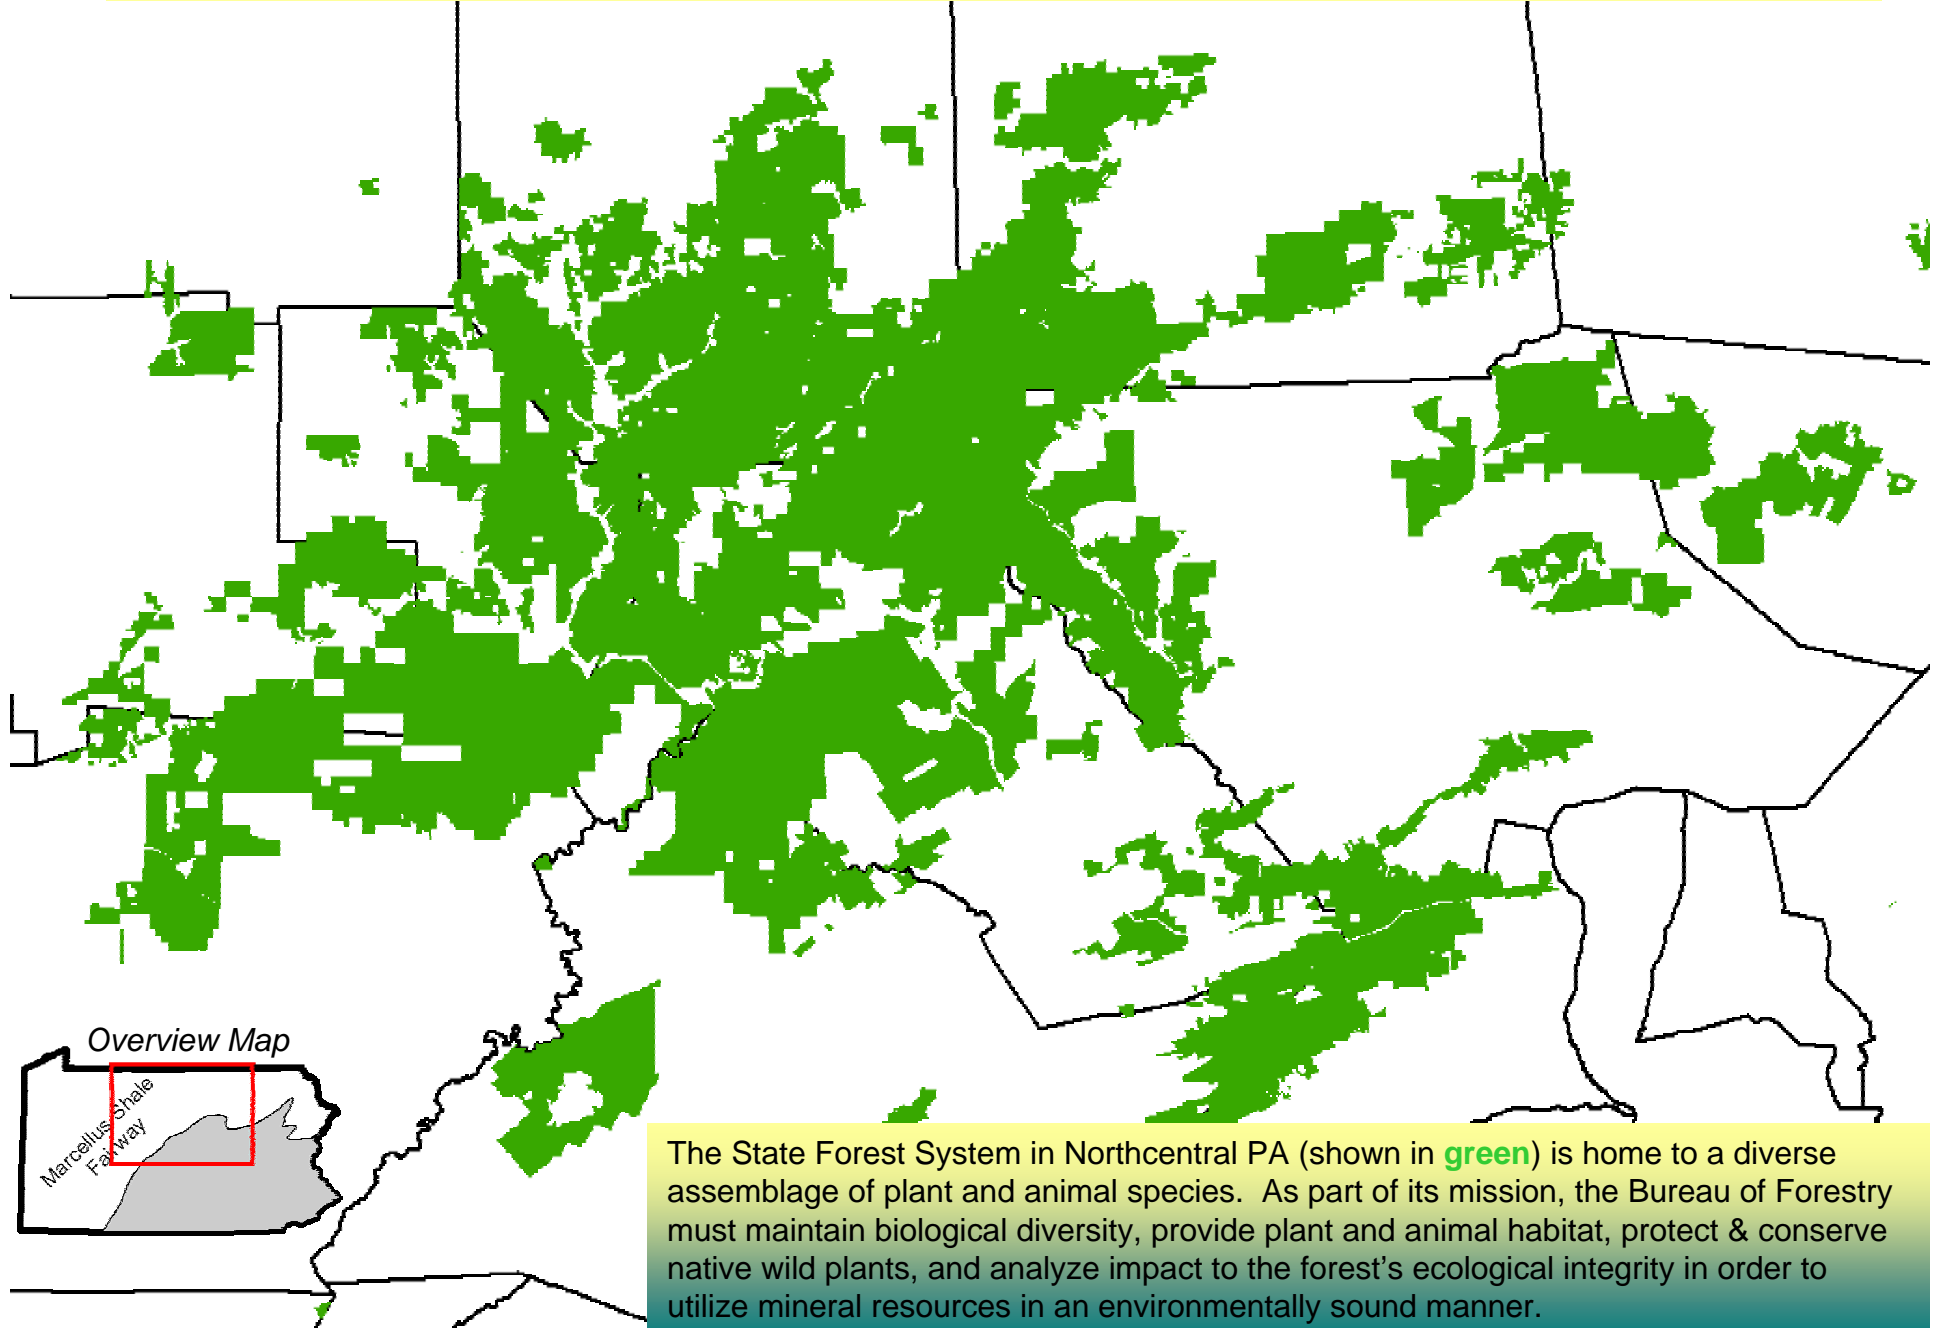 Overview Map
Marcellus Shale
Fairway
The State Forest System in Northcentral PA (shown in green) is home to a diverse
assemblage of plant and animal species.  As part of its mission, the Bureau of Forestry
must maintain biological diversity, provide plant and animal habitat, protect & conserve
native wild plants, and analyze impact to the forest's ecological integrity in order to
utilize mineral resources in an environmentally sound manner.